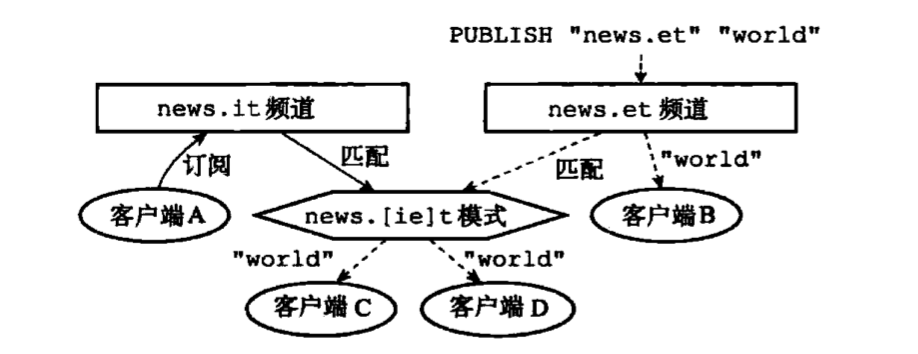 PUBLISH "news.et" "world"
news.it 频道
news.et 频道
订阅
匹配
匹配
"world"
客户端A
news.[ie]t 模式
客户端B
"world"
"world"
客户端 C
客户端 D